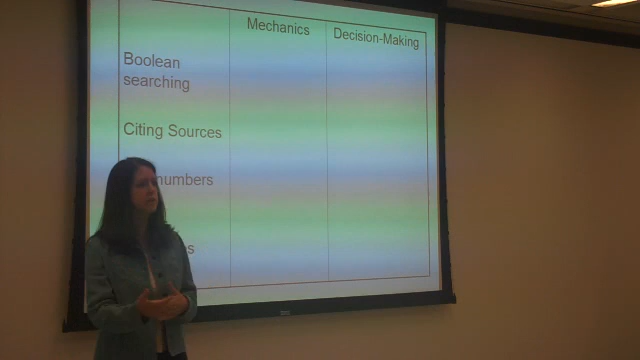 Mechanics Decision-Making
Boolean
searching
Citing Sources
numbers